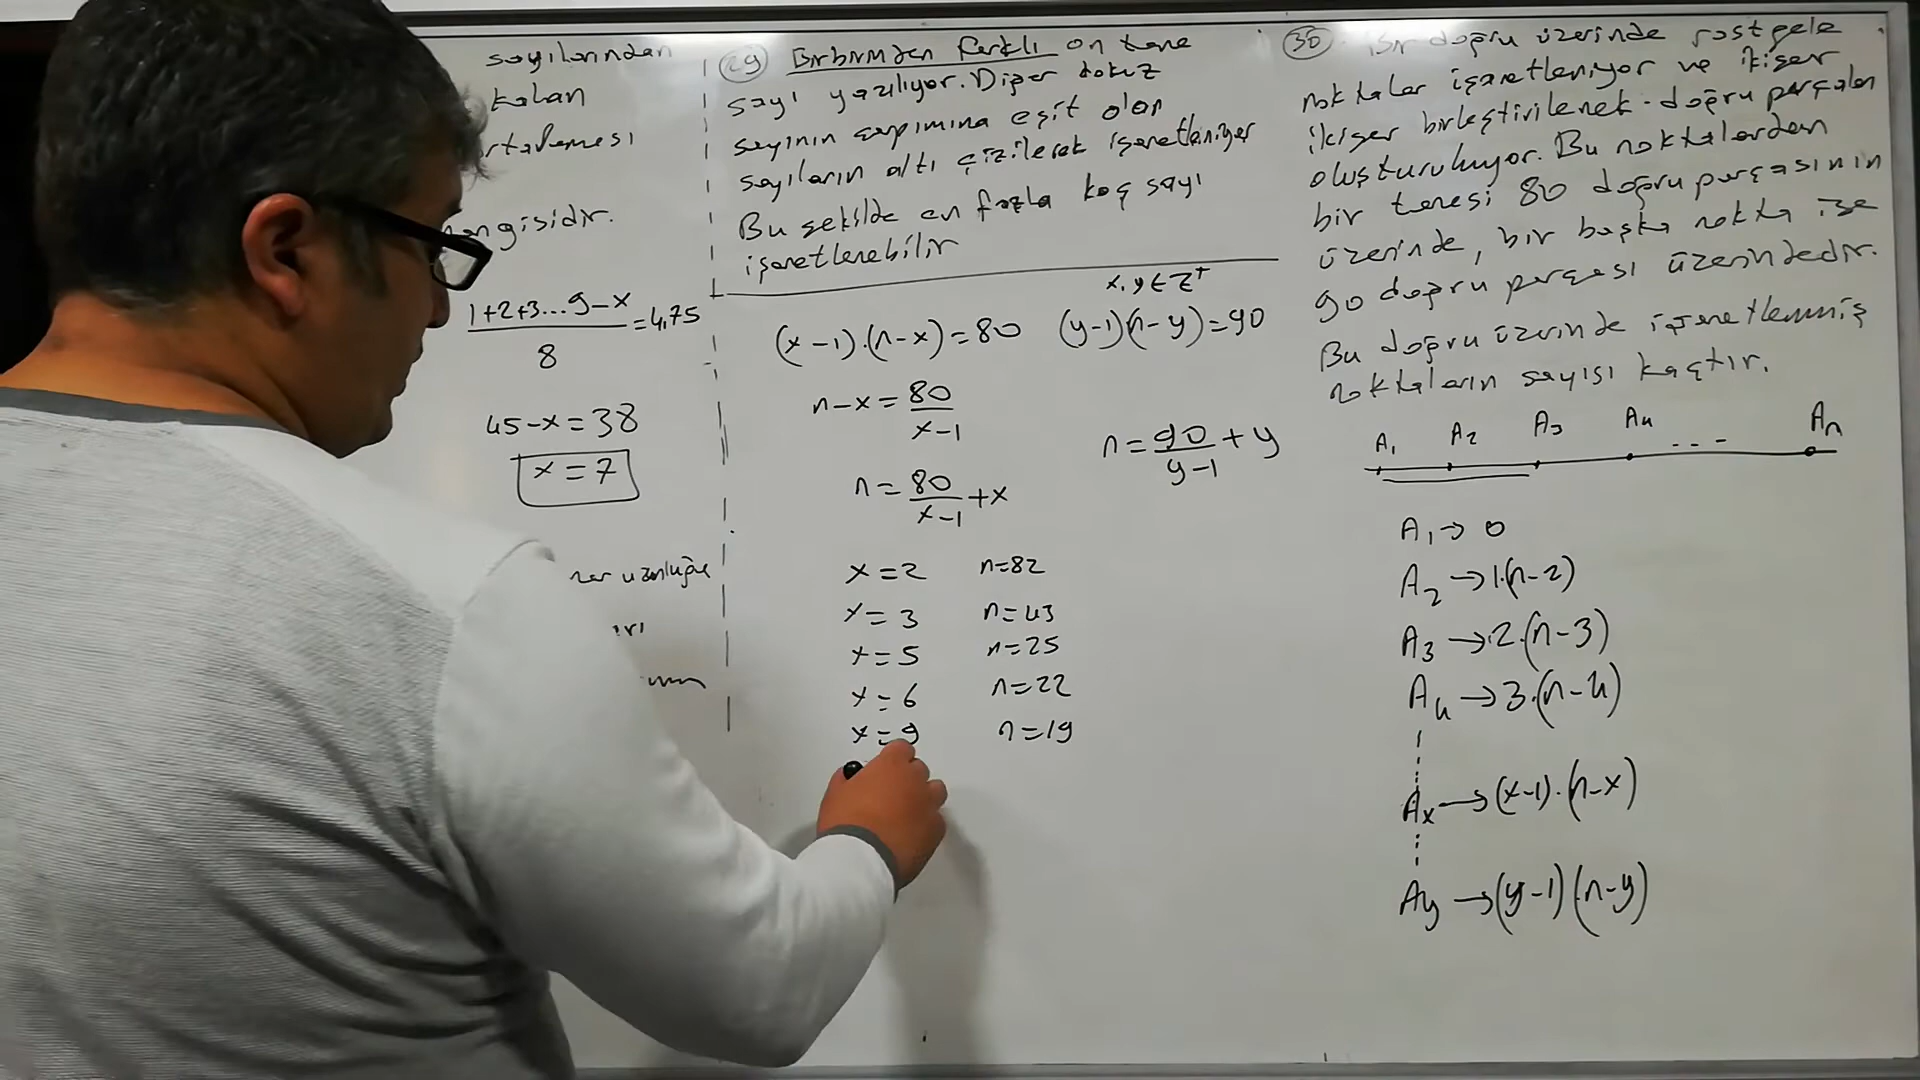 sayılarından
kalan
rtalaması
hangisidir.
1+2+3...9-x
=4,75
8
45-x=38
x=7
uzunluğu
29 Birbirinden farklı on tane
sayı yazılıyor. Diğer dokuz
sayının çarpımına eşit olan
sayıların altı çizilerek işaretleniyor
Bu şekilde en fazla kaç sayı
işaretlenebilir
x,y∈Z⁺
(x-1).(n-x)=80 (y-1)(n-y)=90
n-x=80/(x-1)
n=80/(x-1)+x
n=90/(y-1)+y
x=2 n=82
x=3 n=43
x=5 n=25
x=6 n=22
x=9 n=19
30 Bir doğru üzerinde rastgele
noktalar işaretleniyor ve ikişer
ikişer birleştirilerek doğru parçaları
oluşturuluyor. Bu noktalardan
bir tanesi 80 doğru parçasının
üzerinde, bir başka nokta ise
90 doğru parçası üzerindedir.
Bu doğru üzerinde işaretlenmiş
noktaların sayısı kaçtır.
A₁ A₂ A₃ A₄ ... Aₙ
A₁→0
A₂→1.(n-2)
A₃→2.(n-3)
A₄→3.(n-4)
Aₓ→(x-1).(n-x)
Ay→(y-1)(n-y)